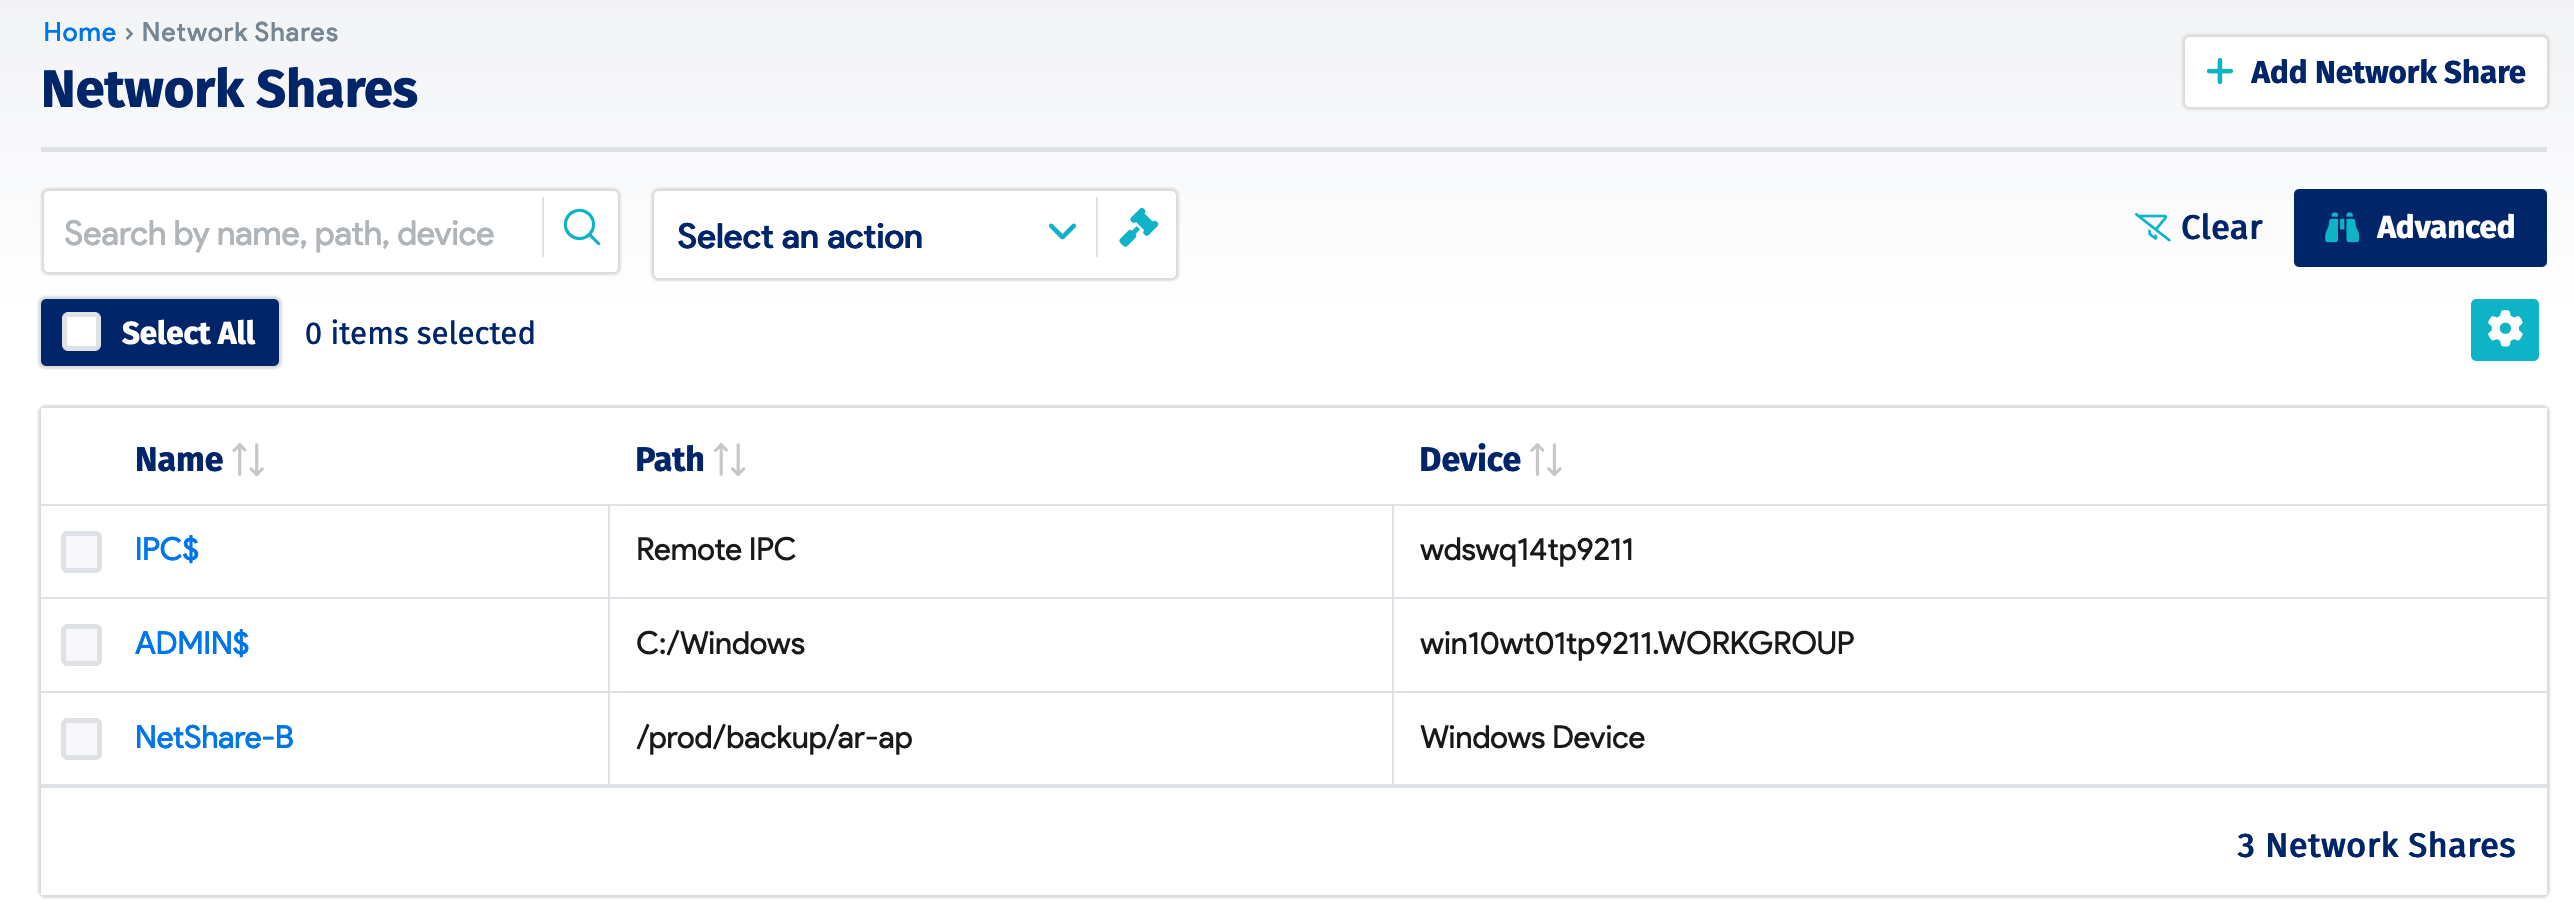 Home › Network Shares
Network Shares
+ Add Network Share
Search by name, path, device
Select an action
Clear
Advanced
Select All
0 items selected
Name Path Device
IPC$ Remote IPC wdswq14tp9211
ADMIN$ C:/Windows win10wt01tp9211.WORKGROUP
NetShare-B /prod/backup/ar-ap Windows Device
3 Network Shares